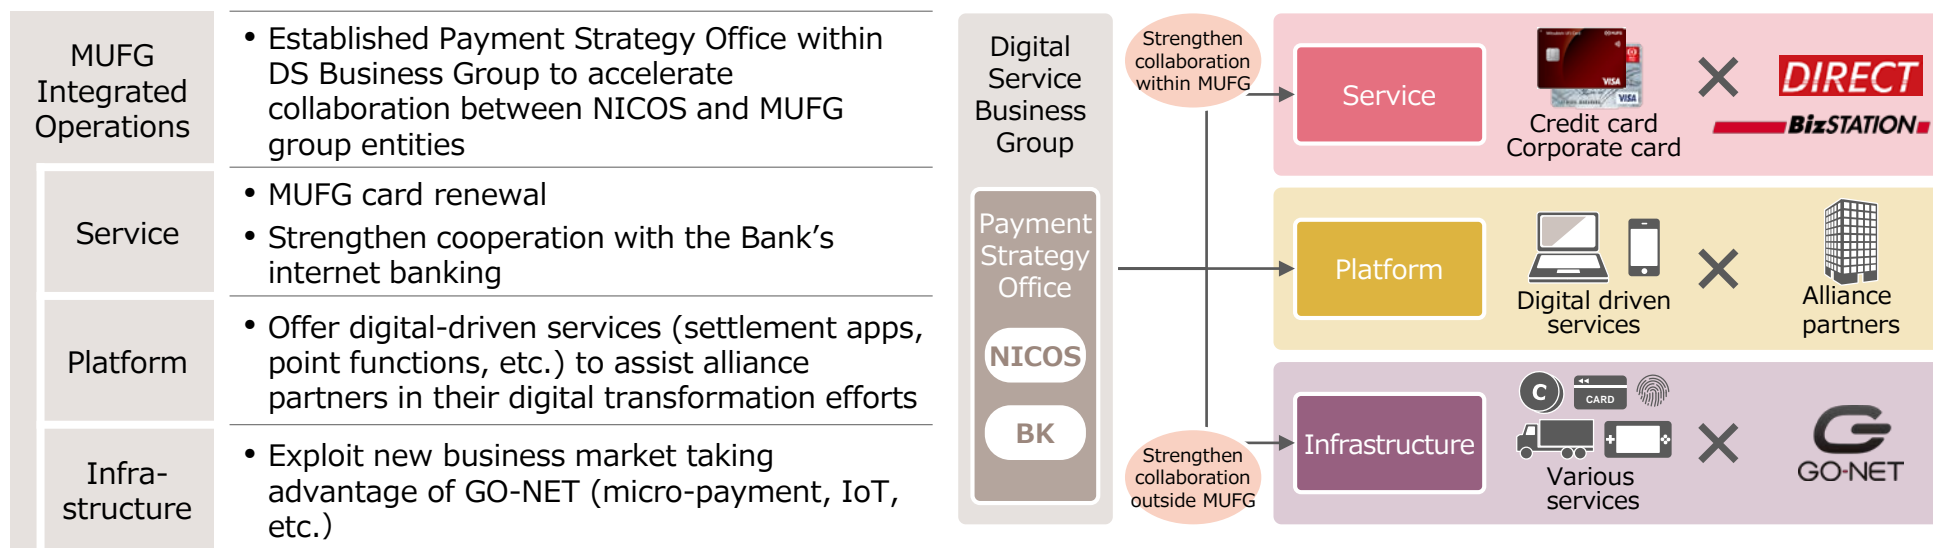 MUFG
Integrated
Operations
• Established Payment Strategy Office within
DS Business Group to accelerate
collaboration between NICOS and MUFG
group entities
Service
• MUFG card renewal
• Strengthen cooperation with the Bank’s
internet banking
Platform
• Offer digital-driven services (settlement apps,
point functions, etc.) to assist alliance
partners in their digital transformation efforts
Infra-
structure
• Exploit new business market taking
advantage of GO-NET (micro-payment, IoT,
etc.)
Digital
Service
Business
Group
Payment
Strategy
Office
NICOS
BK
Strengthen
collaboration
within MUFG
Strengthen
collaboration
outside MUFG
Service
VISA
VISA
Credit card
Corporate card
DIRECT
BizSTATION
Platform
Digital driven
services
Alliance
partners
Infrastructure
C
CARD
Various
services
GO-NET